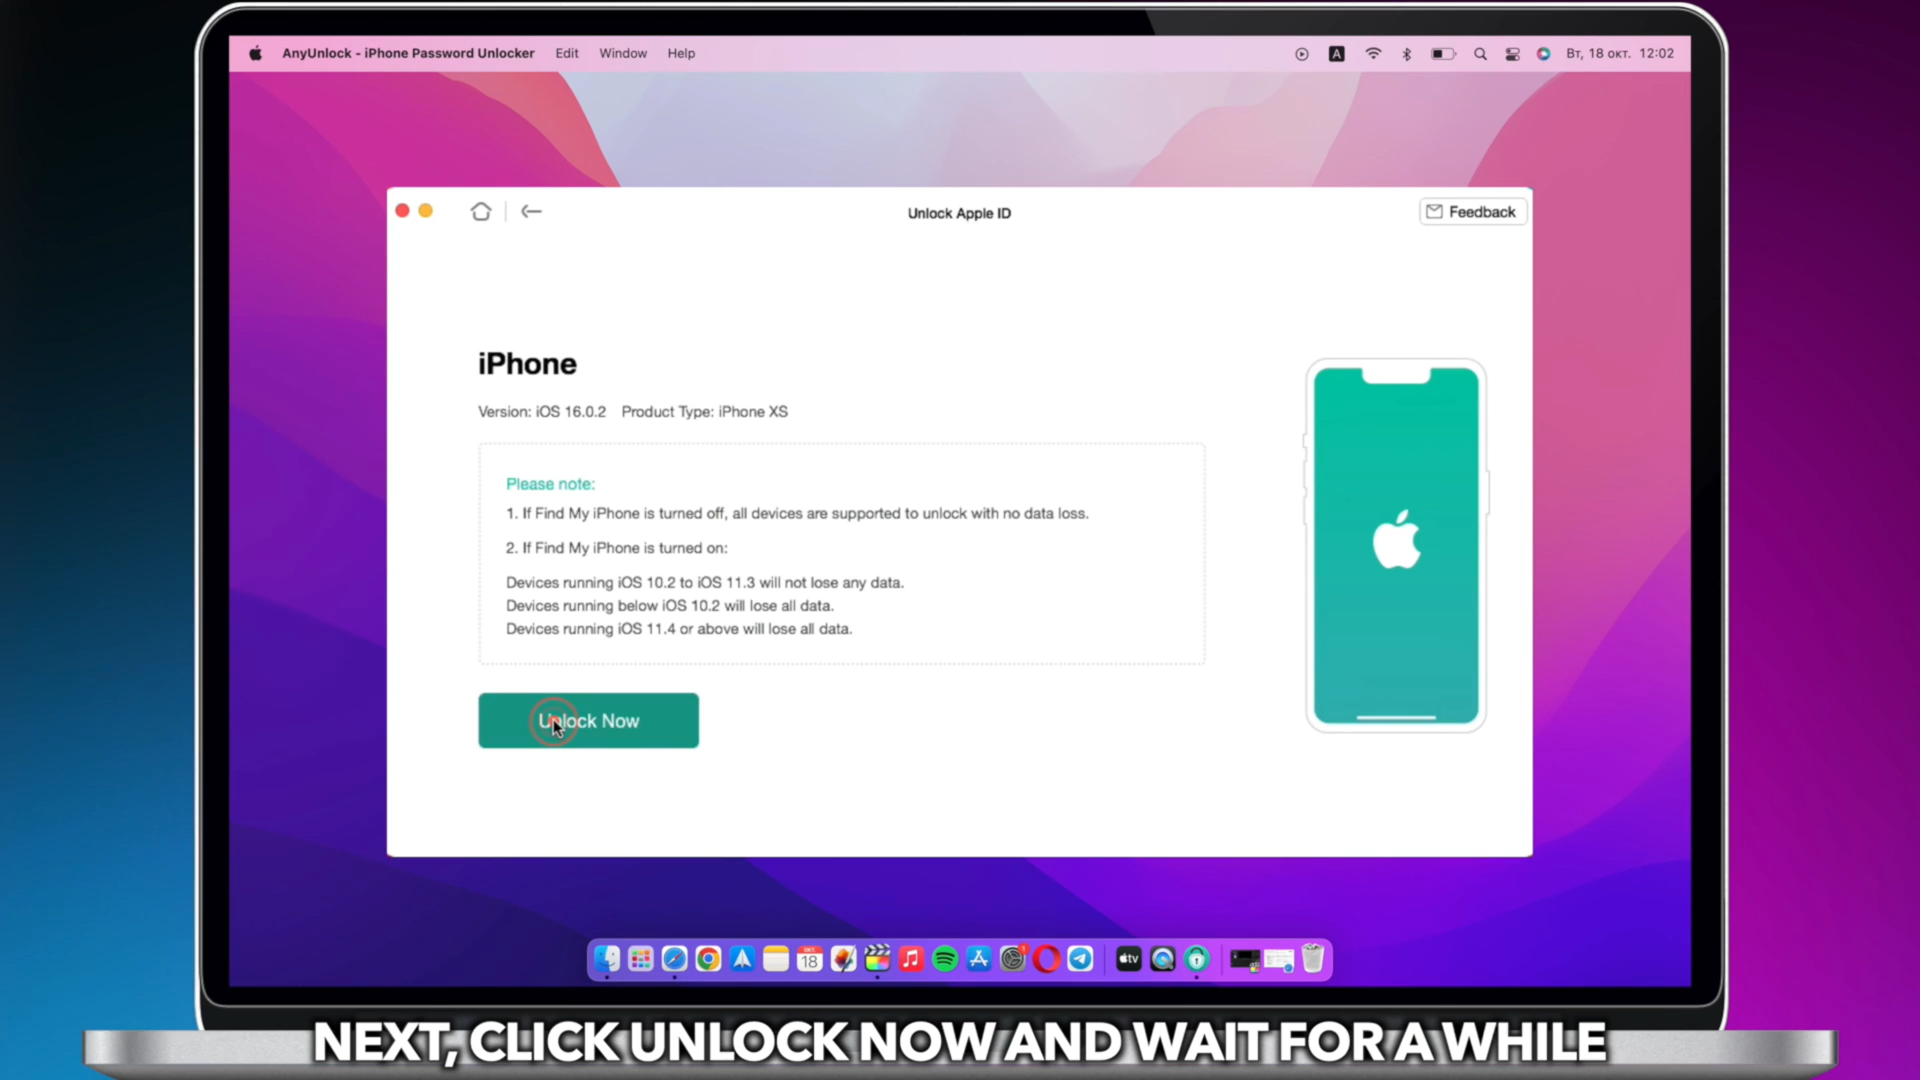 AnyUnlock - iPhone Password Unlocker Edit Window Help A Вт, 18 окт. 12:02
Unlock Apple ID
Feedback
iPhone
Version: iOS 16.0.2 Product Type: iPhone XS
Please note:
1. If Find My iPhone is turned off, all devices are supported to unlock with no data loss.
2. If Find My iPhone is turned on:
Devices running iOS 10.2 to iOS 11.3 will not lose any data.
Devices running below iOS 10.2 will lose all data.
Devices running iOS 11.4 or above will lose all data.
Unlock Now
18
tv
NEXT, CLICK UNLOCK NOW AND WAIT FOR A WHILE